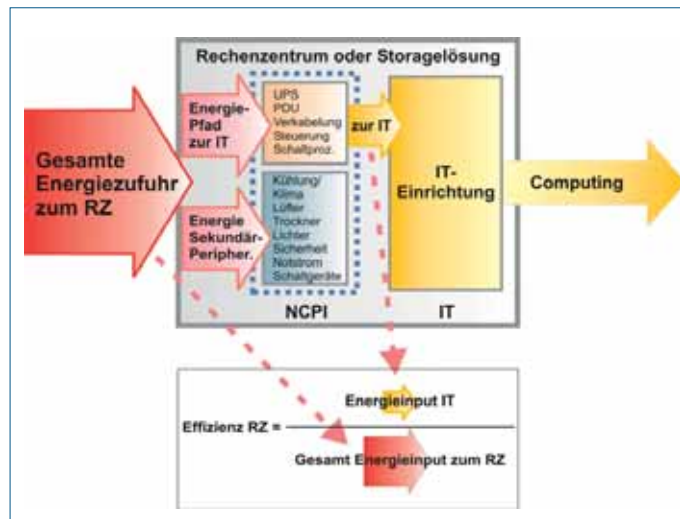 Rechenzentrum oder Storagelösung
Gesamte
Energiezufuhr
zum RZ
Energie-
Pfad
zur IT
UPS
PDU
Verkabelung
Steuerung
Schaltproz.
zur IT
Energie
Sekundär-
Peripher.
Kühlung/
Klima
Lüfter
Trockner
Lichter
Sicherheit
Notstrom
Schaltgeräte
IT-
Einrichtung
Computing
NCPI
IT
Effizienz RZ =
Energieinput IT
Gesamt Energieinput zum RZ